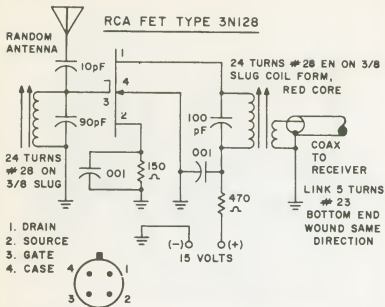 RCA FET TYPE 3N128
RANDOM
ANTENNA
10pF
1
4
3
2
24 TURNS #28 EN ON 3/8
SLUG COIL FORM,
RED CORE
90pF
100
pF
24 TURNS
#28 ON
3/8 SLUG
001
150
Ω
001
COAX
TO
RECEIVER
470
Ω
LINK 5 TURNS
#23
BOTTOM END
WOUND SAME
DIRECTION
1. DRAIN
2. SOURCE
3. GATE
4. CASE
4
1
3
2
(-) (+)
15 VOLTS